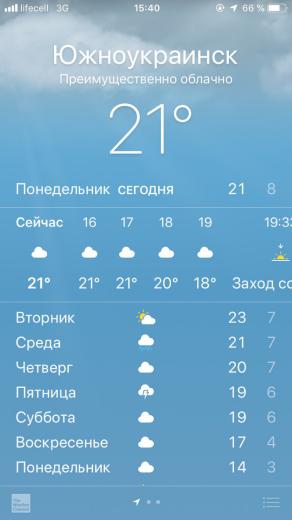 lifecell 3G 15:40 66 %
Южноукраинск
Преимущественно облачно
21°
Понедельник СЕГОДНЯ 21 8
Сейчас 16 17 18 19 19:33
21° 21° 21° 20° 18° Заход со
Вторник 23 7
Среда 21 7
Четверг 20 7
Пятница 19 6
Суббота 19 6
Воскресенье 17 4
Понедельник 14 3
The Weather Channel